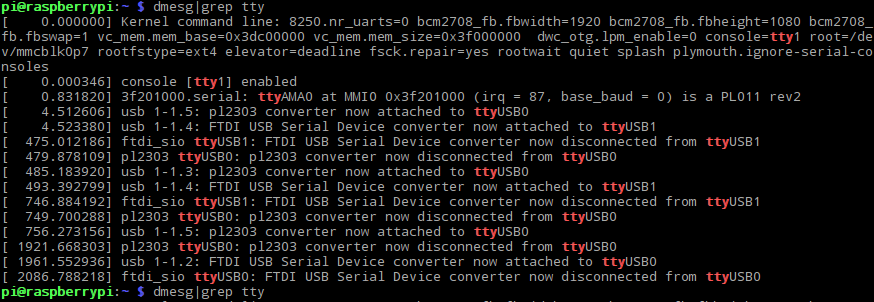 pi@raspberrypi:~ $ dmesg|grep tty
[    0.000000] Kernel command line: 8250.nr_uarts=0 bcm2708_fb.fbwidth=1920 bcm2708_fb.fbheight=1080 bcm2708_
fb.fbswap=1 vc_mem.mem_base=0x3dc00000 vc_mem.mem_size=0x3f000000  dwc_otg.lpm_enable=0 console=tty1 root=/de
v/mmcblk0p7 rootfstype=ext4 elevator=deadline fsck.repair=yes rootwait quiet splash plymouth.ignore-serial-co
nsoles
[    0.000346] console [tty1] enabled
[    0.831820] 3f201000.serial: ttyAMA0 at MMIO 0x3f201000 (irq = 87, base_baud = 0) is a PL011 rev2
[    4.512606] usb 1-1.5: pl2303 converter now attached to ttyUSB0
[    4.523380] usb 1-1.4: FTDI USB Serial Device converter now attached to ttyUSB1
[  475.012186] ftdi_sio ttyUSB1: FTDI USB Serial Device converter now disconnected from ttyUSB1
[  479.878109] pl2303 ttyUSB0: pl2303 converter now disconnected from ttyUSB0
[  485.183920] usb 1-1.3: pl2303 converter now attached to ttyUSB0
[  493.392799] usb 1-1.4: FTDI USB Serial Device converter now attached to ttyUSB1
[  746.884192] ftdi_sio ttyUSB1: FTDI USB Serial Device converter now disconnected from ttyUSB1
[  749.700288] pl2303 ttyUSB0: pl2303 converter now disconnected from ttyUSB0
[  756.273156] usb 1-1.5: pl2303 converter now attached to ttyUSB0
[ 1921.668303] pl2303 ttyUSB0: pl2303 converter now disconnected from ttyUSB0
[ 1961.552936] usb 1-1.2: FTDI USB Serial Device converter now attached to ttyUSB0
[ 2086.788218] ftdi_sio ttyUSB0: FTDI USB Serial Device converter now disconnected from ttyUSB0
pi@raspberrypi:~ $ dmesg|grep tty